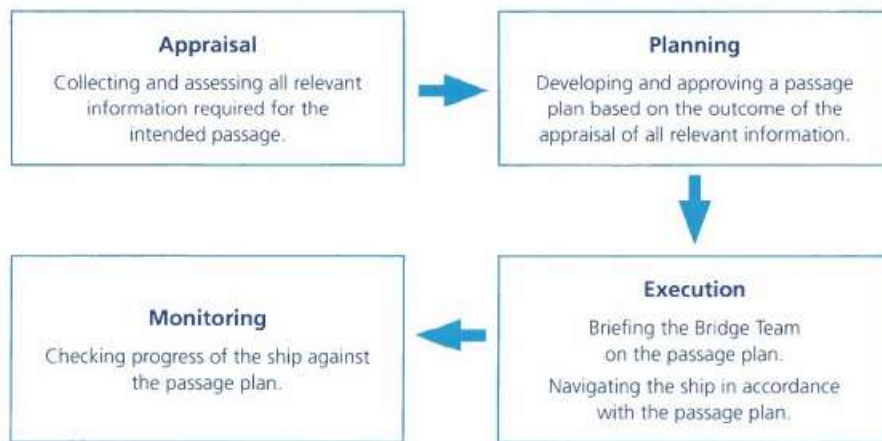 Appraisal
Collecting and assessing all relevant
information required for the
intended passage.
Planning
Developing and approving a passage
plan based on the outcome of the
appraisal of all relevant information.
Execution
Briefing the Bridge Team
on the passage plan.
Navigating the ship in accordance
with the passage plan.
Monitoring
Checking progress of the ship against
the passage plan.